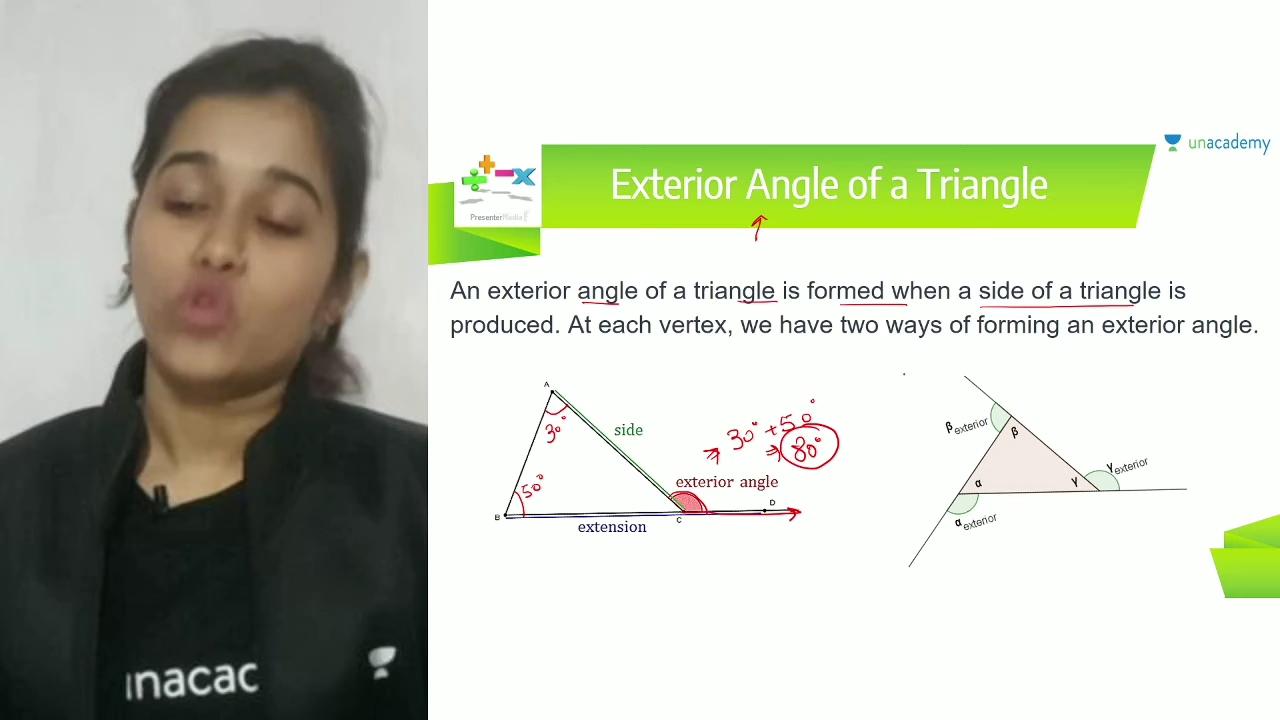 unacademy
Exterior Angle of a Triangle
PresenterMedia
An exterior angle of a triangle is formed when a side of a triangle is
produced. At each vertex, we have two ways of forming an exterior angle.
A
30°
side
⇒ 30° + 50°
⇒ 80°
50°
exterior angle
B
C
D
extension
β exterior
β
γ exterior
α
γ
α exterior
unacac